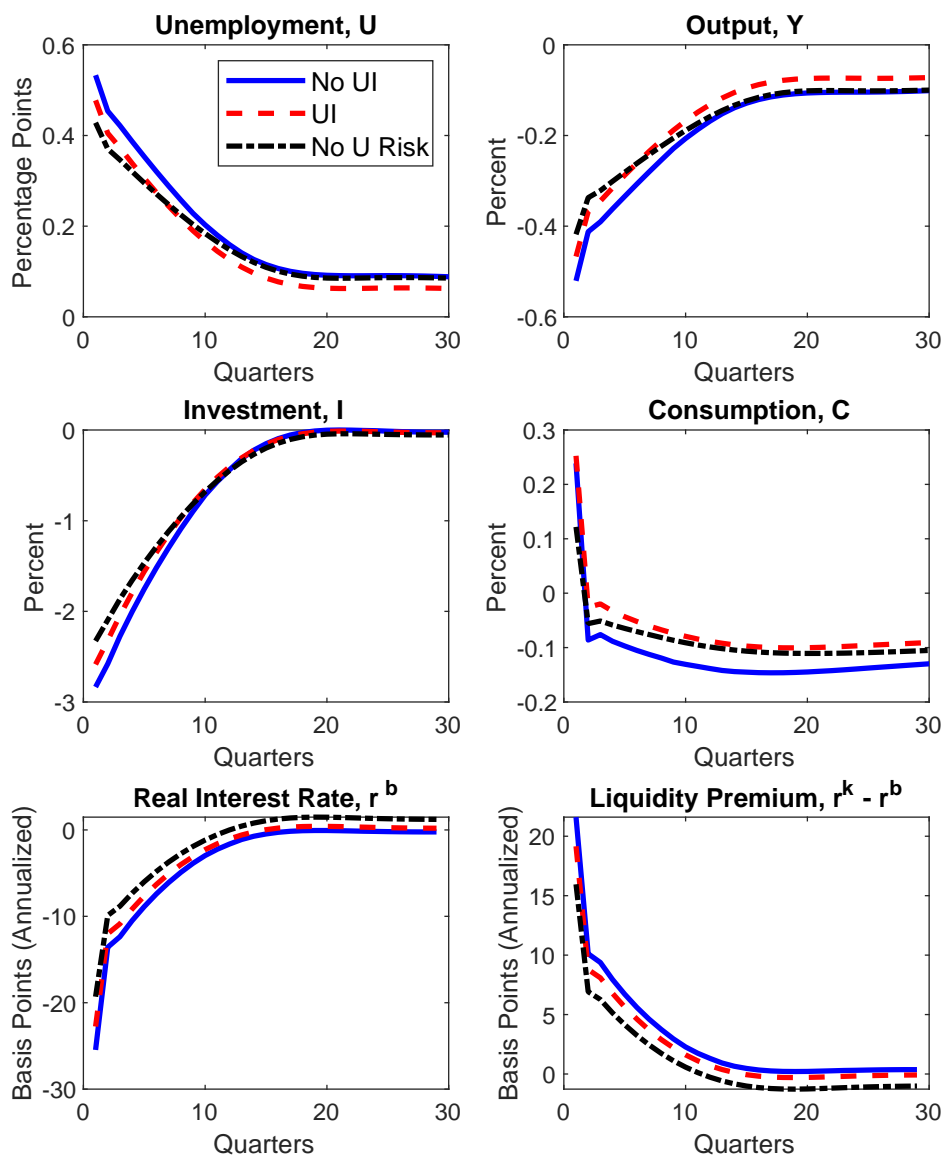 Unemployment, U
Percentage Points
0.6
0.4
0.2
0
0 10 20 30
Quarters
No UI
UI
No U Risk
Output, Y
Percent
0
-0.2
-0.4
-0.6
0 10 20 30
Quarters
Investment, I
Percent
0
-1
-2
-3
0 10 20 30
Quarters
Consumption, C
Percent
0.3
0.2
0.1
0
-0.1
-0.2
0 10 20 30
Quarters
Real Interest Rate, r b
Basis Points (Annualized)
0
-10
-20
-30
0 10 20 30
Quarters
Liquidity Premium, rk - rb
Basis Points (Annualized)
20
15
10
5
0
0 10 20 30
Quarters